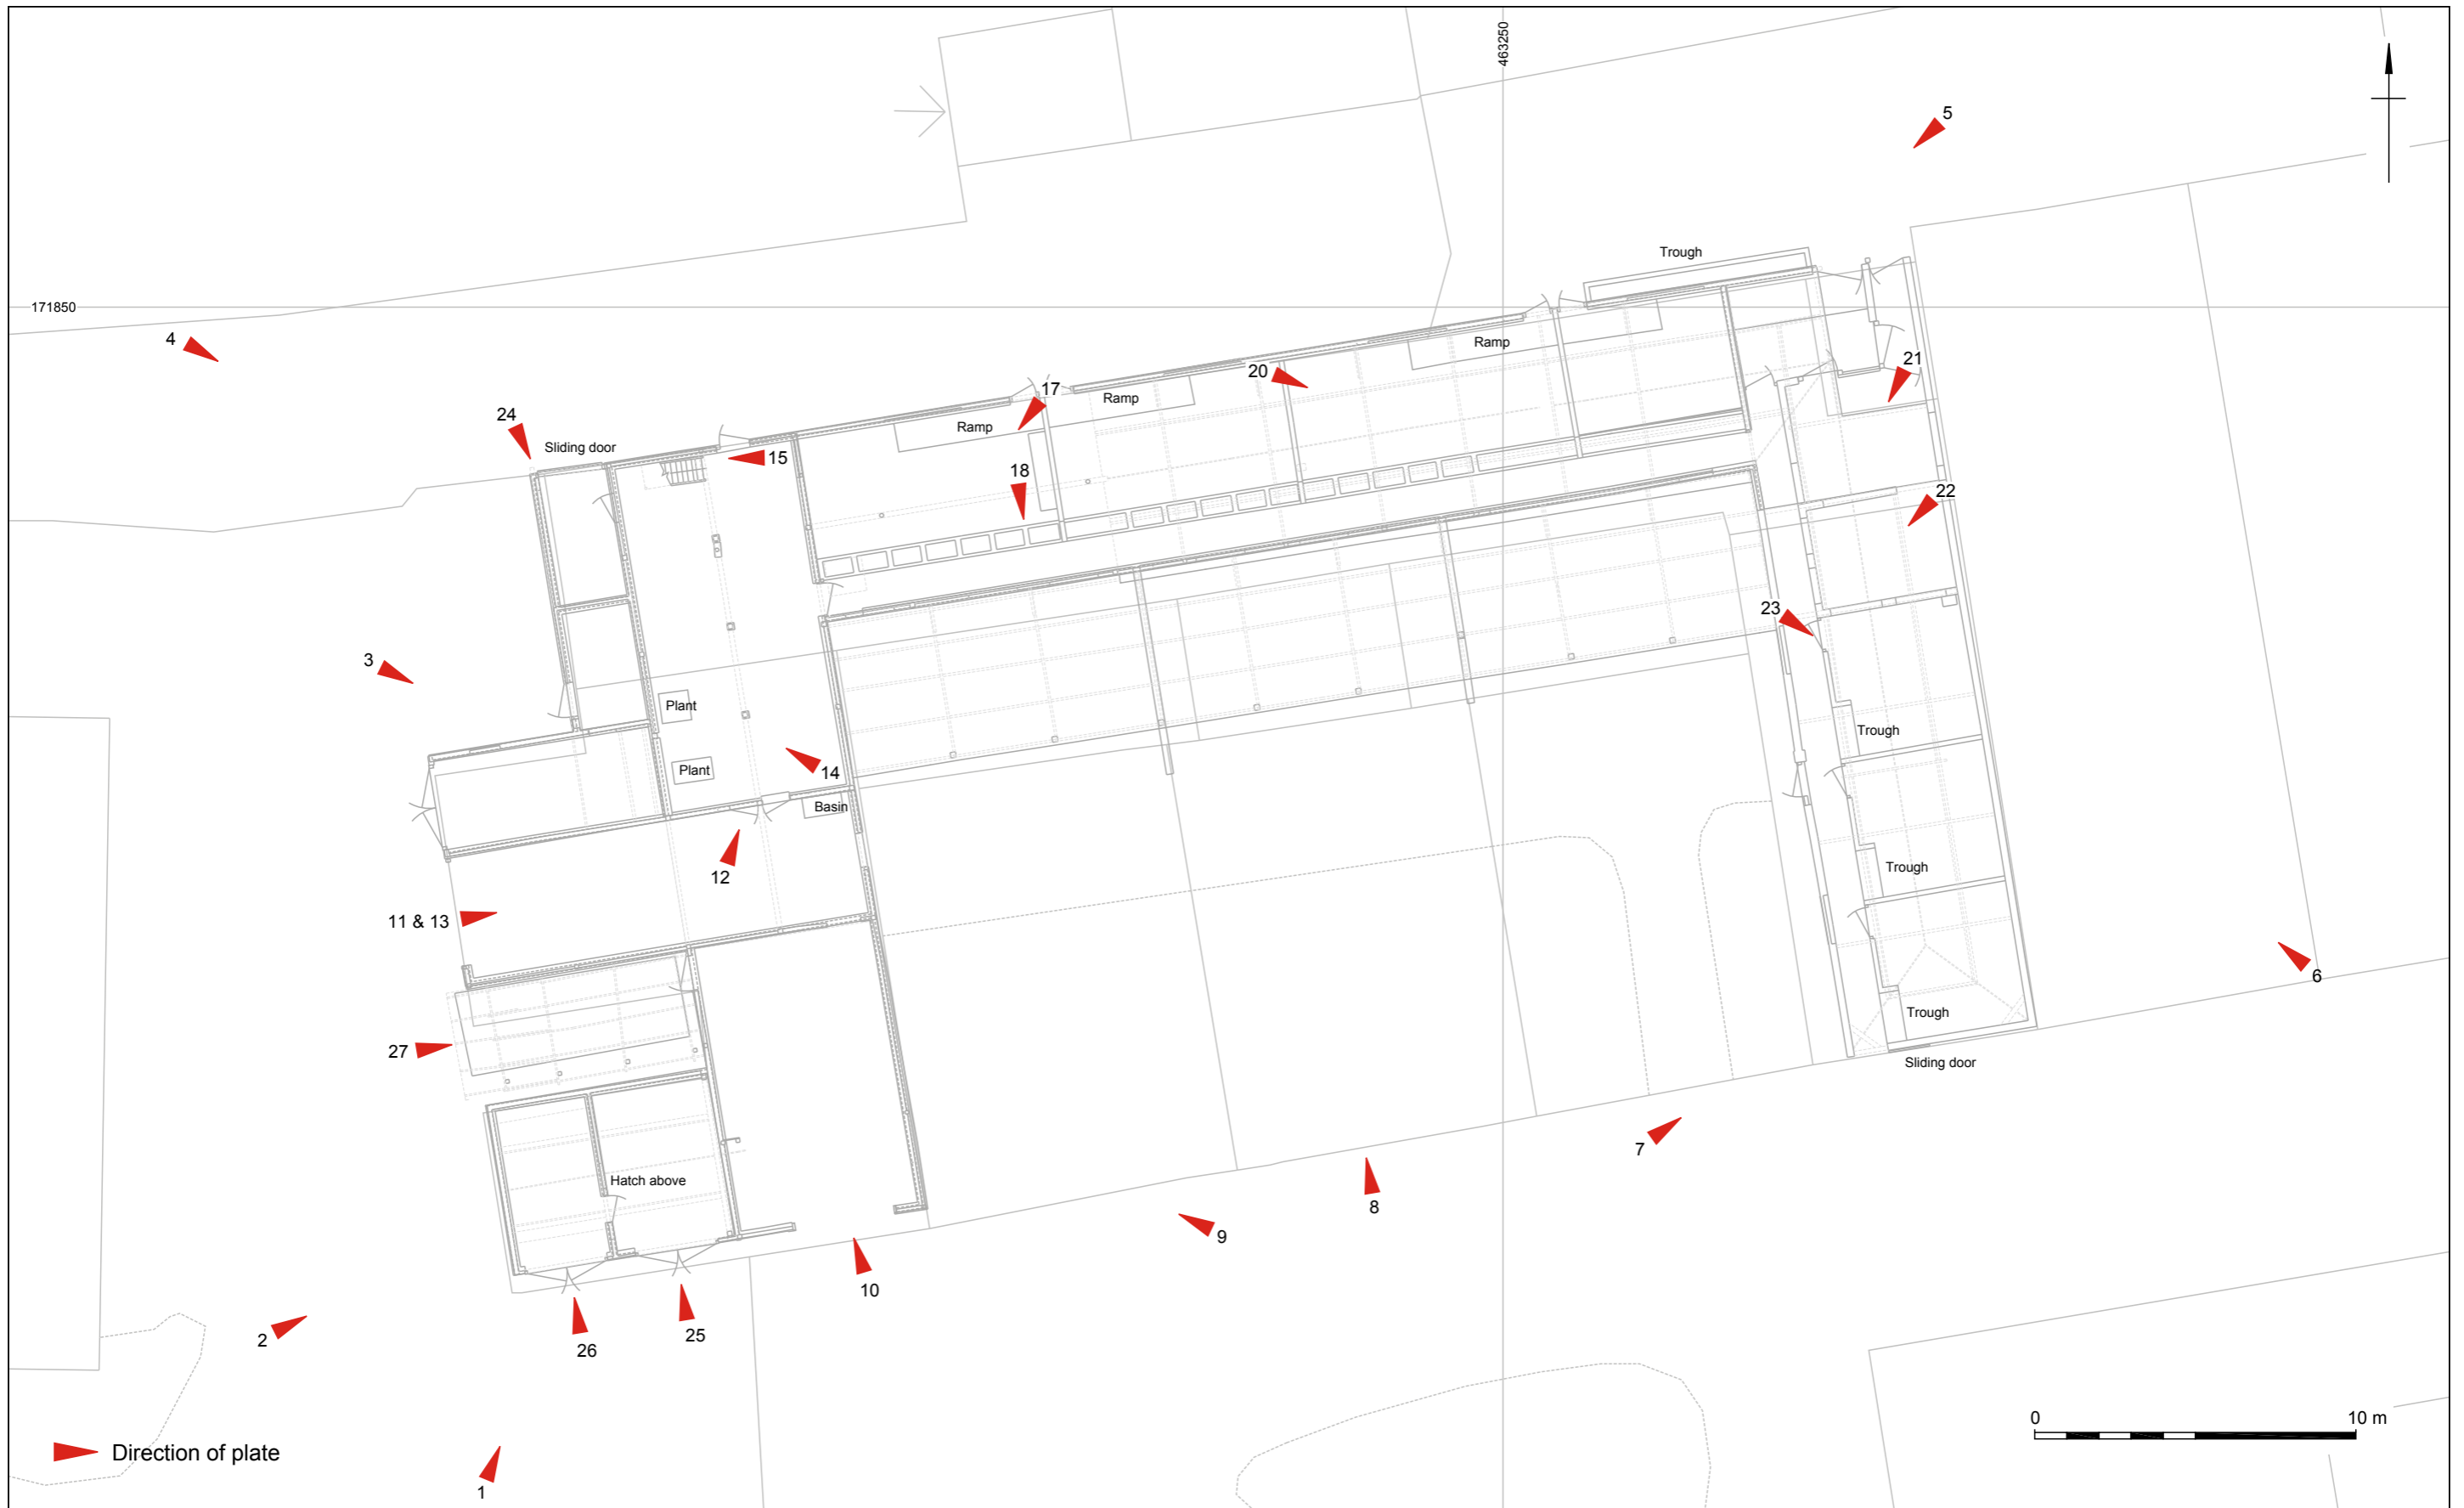 463250
5
Trough
171850
4
Ramp
21
20
17
Ramp
24
Ramp
Sliding door
15
18
22
23
3
Plant
Trough
Plant
14
Basin
Trough
12
11 & 13
6
Trough
27
Sliding door
7
Hatch above
8
9
10
25
2
26
0 10 m
Direction of plate
1